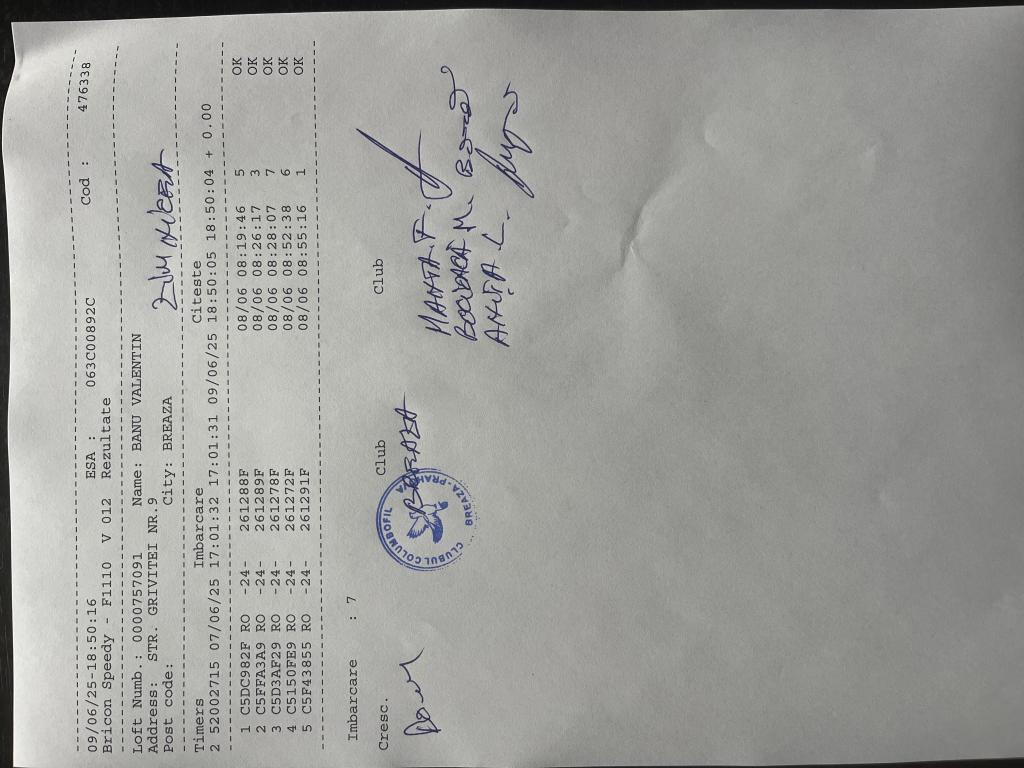 09/06/25-18:50:16 ESA : 063C00892C Cod : 476338
Bricon Speedy - F1110 V 012 Rezultate
Loft Numb : 0000757091 Name: BANU VALENTIN
Address: STR. GRIVITEI NR. 9
Post code: City: BREAZA
Timers Imbarcare Citeste
2 52002715 07/06/25 17:01:32 17:01:31 09/06/25 18:50:05 18:50:04 + 0.00
1 C5DC982F RO -24- 261288F 08/06 08:19:46 5 OK
2 C5FFA3A9 RO -24- 261289F 08/06 08:26:17 3 OK
3 C5D3AF29 RO -24- 261278F 08/06 08:28:07 7 OK
4 C5150FE9 RO -24- 261272F 08/06 08:52:38 6 OK
5 C5F43855 RO -24- 261291F 08/06 08:55:16 1 OK
Imbarcare : 7
Cresc. Club Club
BREAZA
CLUBUL COLUMBOFIL
BREAZA-PRAHOVA